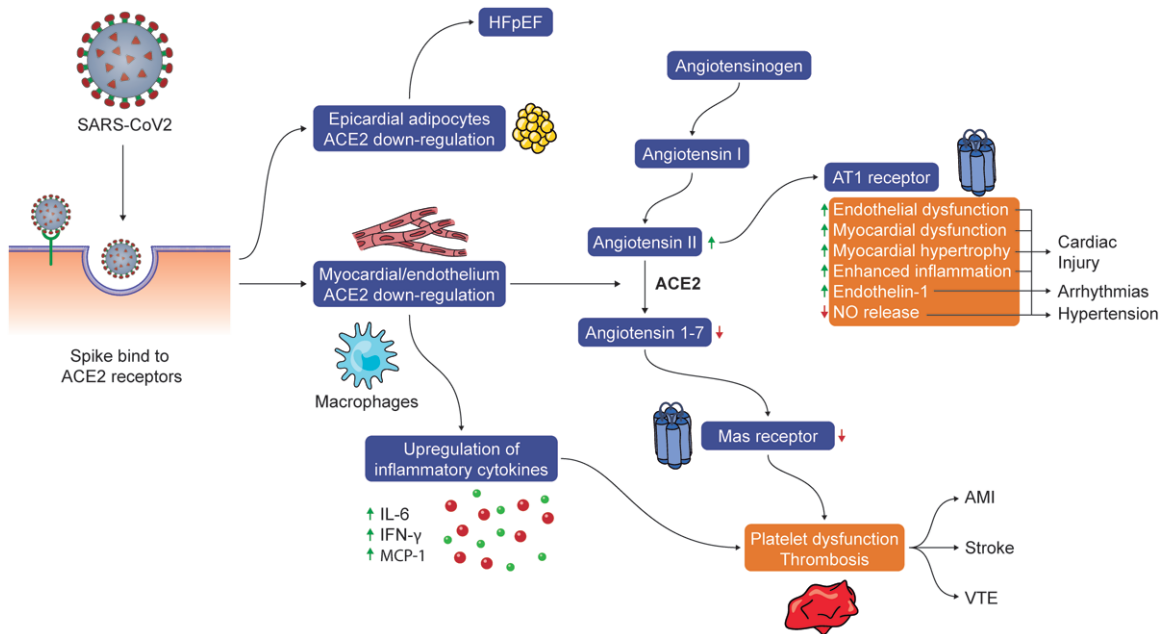 SARS-CoV2
Spike bind to
ACE2 receptors
HFpEF
Epicardial adipocytes
ACE2 down-regulation
Myocardial/endothelium
ACE2 down-regulation
Macrophages
Upregulation of
inflammatory cytokines
IL-6
IFN-γ
MCP-1
Angiotensinogen
Angiotensin I
Angiotensin II
ACE2
Angiotensin 1-7
Mas receptor
AT1 receptor
Endothelial dysfunction
Myocardial dysfunction
Myocardial hypertrophy
Enhanced inflammation
Endothelin-1
NO release
Cardiac
Injury
Arrhythmias
Hypertension
Platelet dysfunction
Thrombosis
AMI
Stroke
VTE